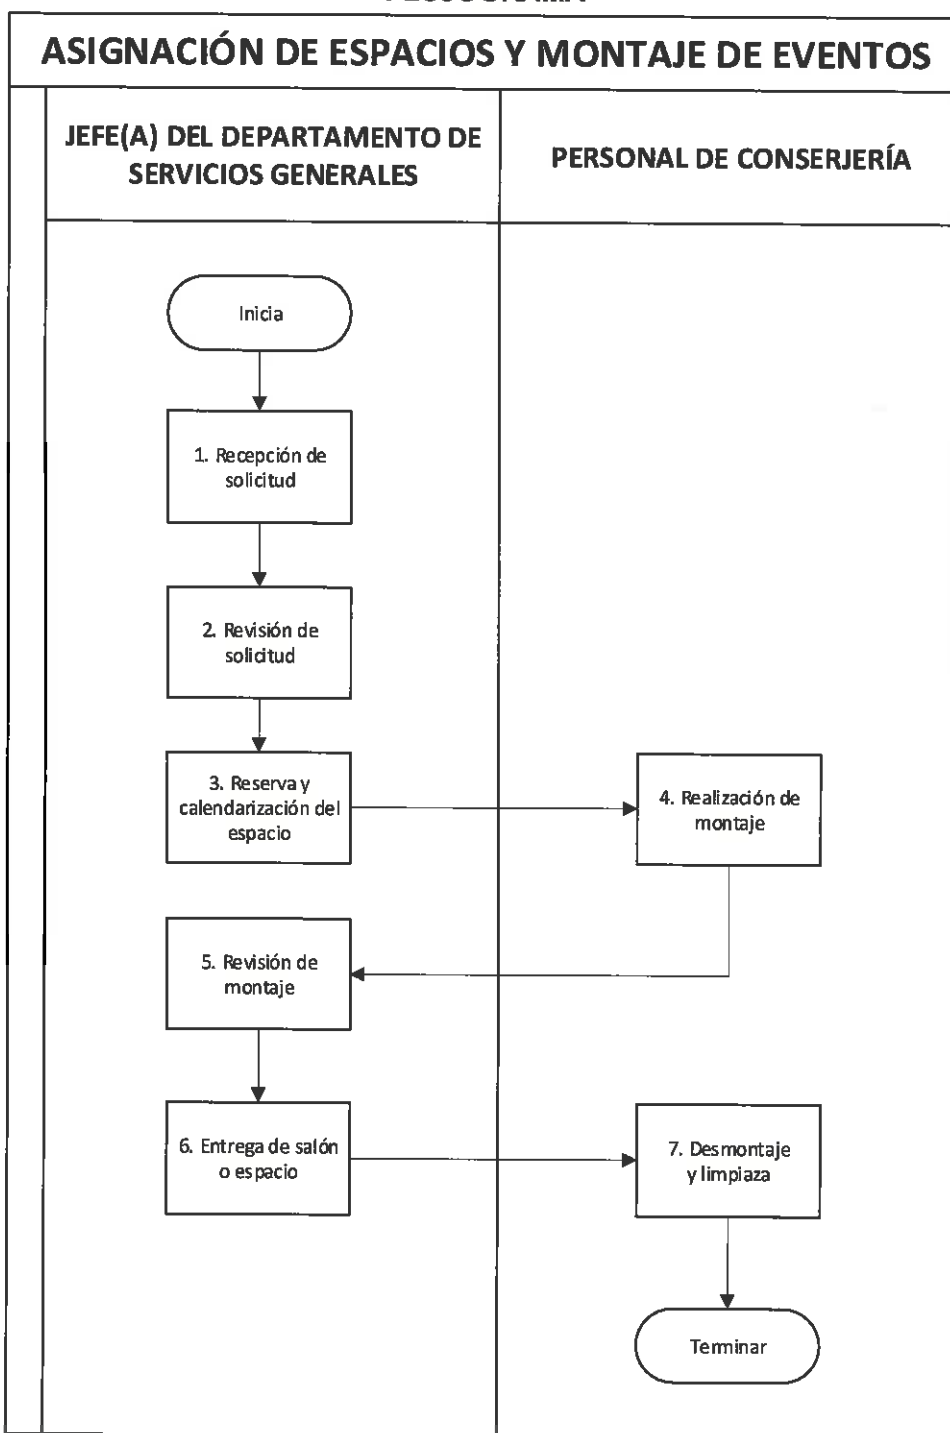 ASIGNACIÓN DE ESPACIOS Y MONTAJE DE EVENTOS
JEFE(A) DEL DEPARTAMENTO DE
SERVICIOS GENERALES
PERSONAL DE CONSERJERÍA
Inicia
1. Recepción de
solicitud
2. Revisión de
solicitud
3. Reserva y
calendarización del
espacio
4. Realización de
montaje
5. Revisión de
montaje
6. Entrega de salón
o espacio
7. Desmontaje
y limpiaza
Terminar